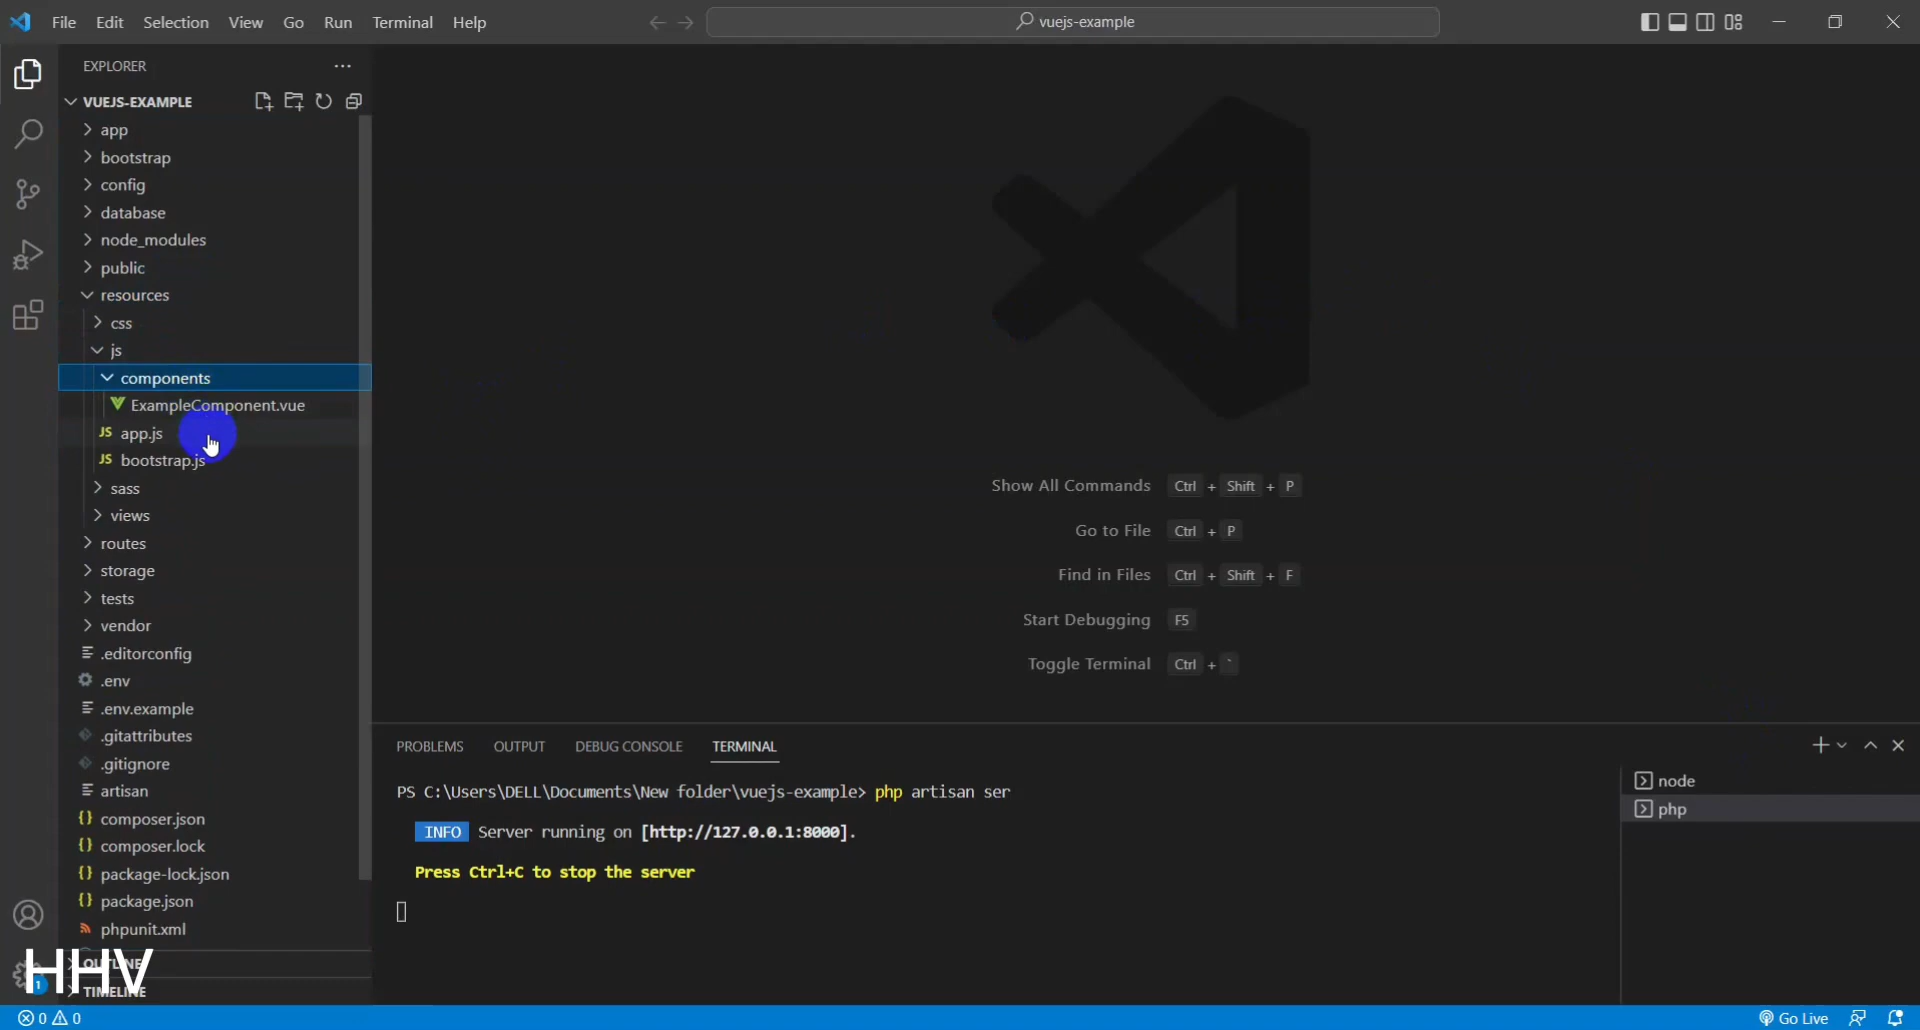 File Edit Selection View Go Run Terminal Help
vuejs-example
EXPLORER
VUEJS-EXAMPLE
app
bootstrap
config
database
node_modules
public
resources
css
js
components
ExampleComponent.vue
JS app.js
JS bootstrap.js
sass
views
routes
storage
tests
vendor
.editorconfig
.env
.env.example
.gitattributes
.gitignore
artisan
{} composer.json
{} composer.lock
{} package-lock.json
{} package.json
phpunit.xml
OUTLINE
TIMELINE
HHV
1
Show All Commands Ctrl + Shift + P
Go to File Ctrl + P
Find in Files Ctrl + Shift + F
Start Debugging F5
Toggle Terminal Ctrl + `
PROBLEMS OUTPUT DEBUG CONSOLE TERMINAL
PS C:\Users\DELL\Documents\New folder\vuejs-example> php artisan ser
INFO Server running on [http://127.0.0.1:8000].
Press Ctrl+C to stop the server
node
php
0 0
Go Live